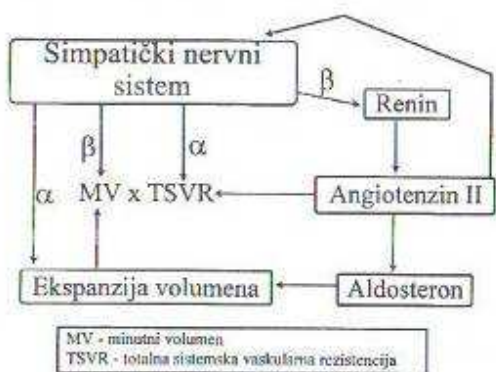 Simpatički nervni
sistem
β
Renin
β
α
α
MV x TSVR
Angiotenzin II
Ekspanzija volumena
Aldosteron
MV - minutni volumen
TSVR - totalna sistemska vaskularna rezistencija